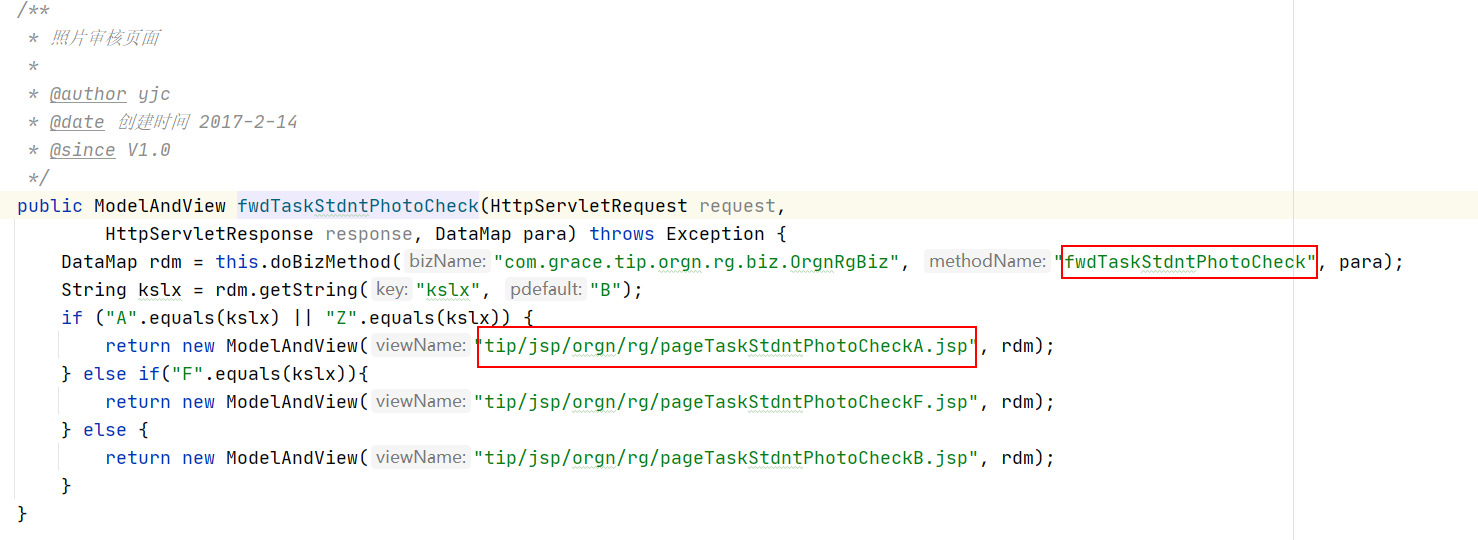 /**
 * 照片审核页面
 *
 * @author yjc
 * @date 创建时间 2017-2-14
 * @since V1.0
 */
public ModelAndView fwdTaskStdntPhotoCheck(HttpServletRequest request,
        HttpServletResponse response, DataMap para) throws Exception {
    DataMap rdm = this.doBizMethod( bizName: "com.grace.tip.orgn.rg.biz.OrgnRgBiz", methodName: "fwdTaskStdntPhotoCheck", para);
    String kslx = rdm.getString( key: "kslx", pdefault: "B");
    if ("A".equals(kslx) || "Z".equals(kslx)) {
        return new ModelAndView( viewName: "tip/jsp/orgn/rg/pageTaskStdntPhotoCheckA.jsp", rdm);
    } else if("F".equals(kslx)){
        return new ModelAndView( viewName: "tip/jsp/orgn/rg/pageTaskStdntPhotoCheckF.jsp", rdm);
    } else {
        return new ModelAndView( viewName: "tip/jsp/orgn/rg/pageTaskStdntPhotoCheckB.jsp", rdm);
    }
}